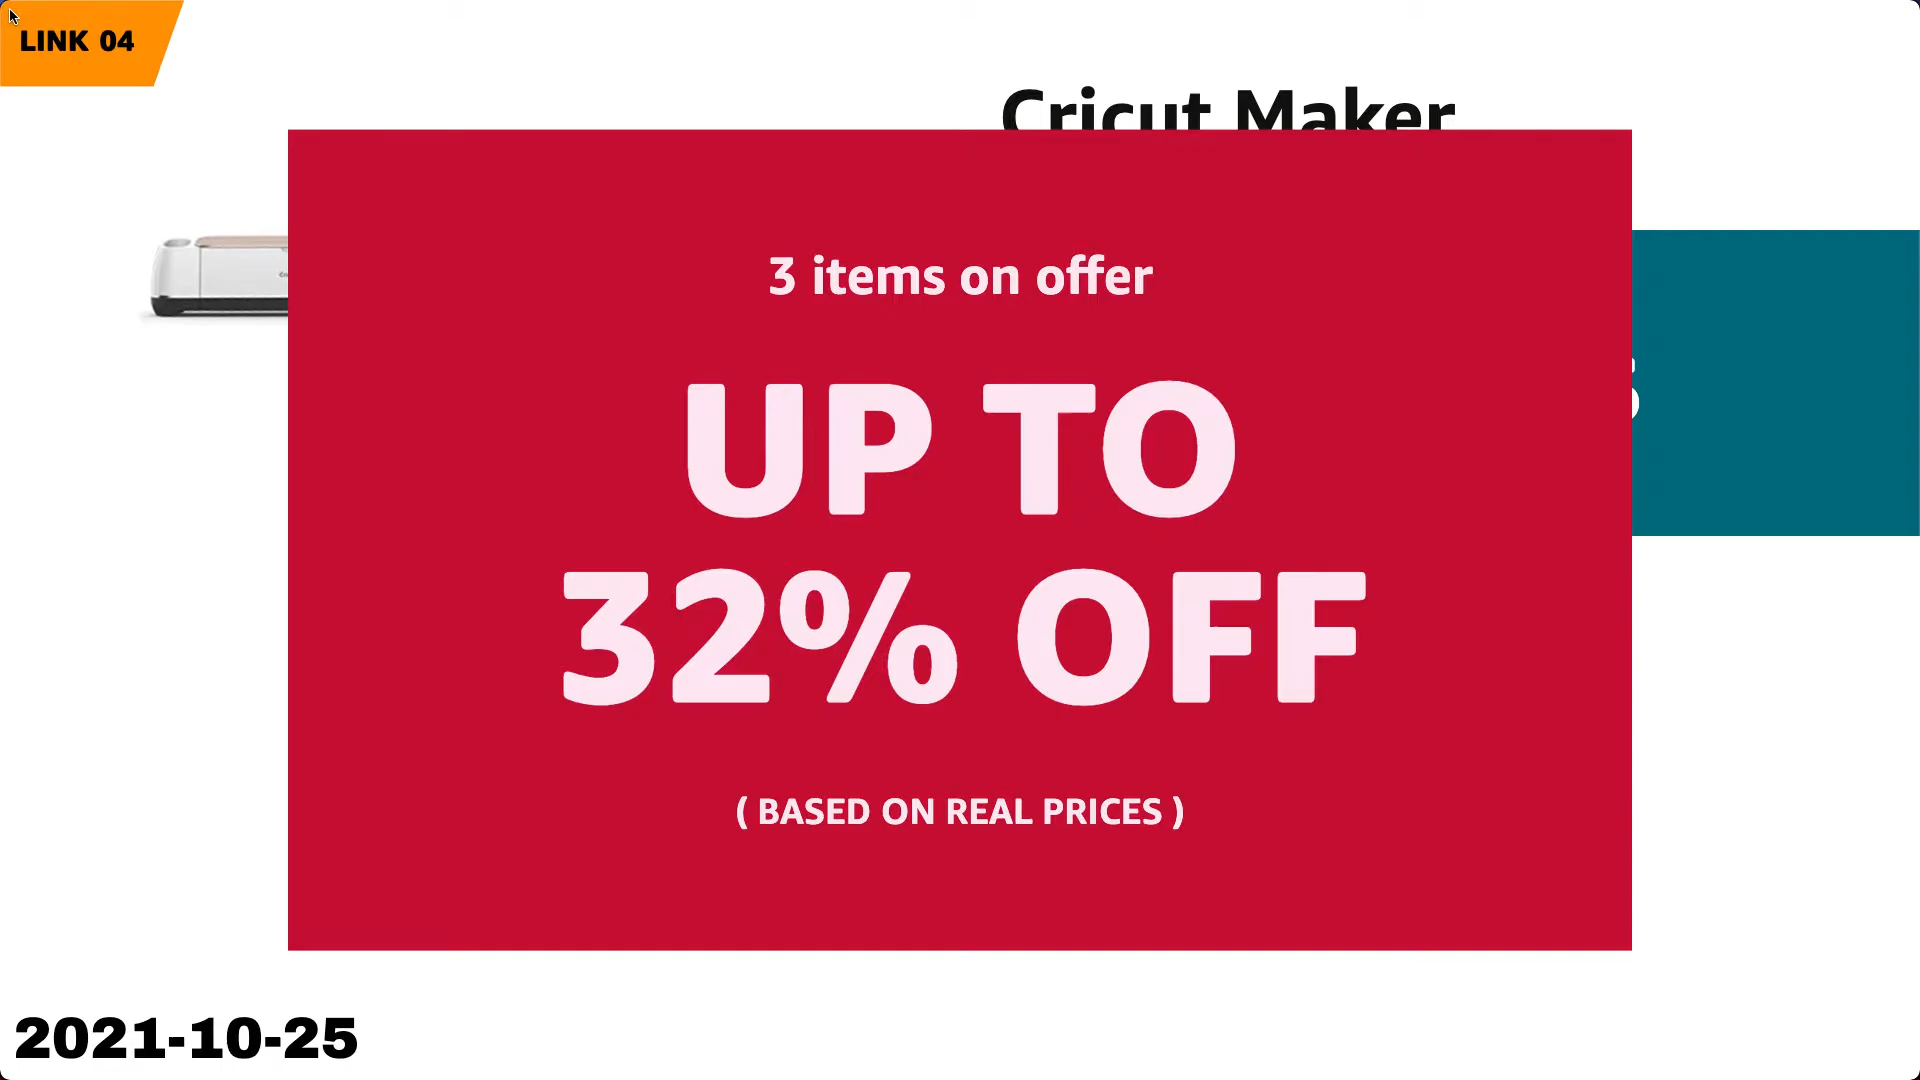 LINK 04
Cricut Maker
3 items on offer
UP TO
32% OFF
( BASED ON REAL PRICES )
2021-10-25